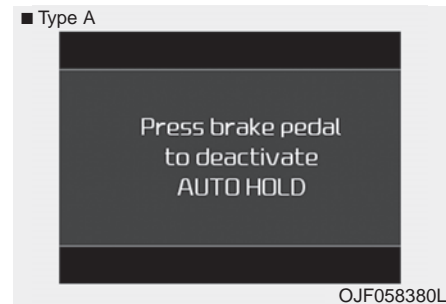 ■ Type A
Press brake pedal
to deactivate
AUTO HOLD
OJF058380L